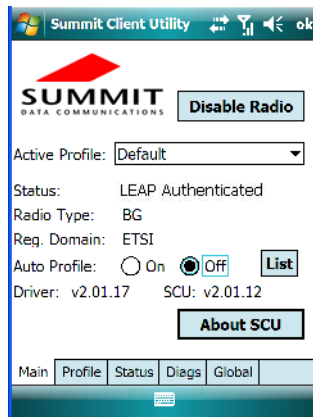 Summit Client Utility ok
SUMMIT
DATA COMMUNICATIONS
Disable Radio
Active Profile: Default
Status: LEAP Authenticated
Radio Type: BG
Reg. Domain: ETSI
Auto Profile: On Off List
Driver: v2.01.17 SCU: v2.01.12
About SCU
Main Profile Status Diags Global